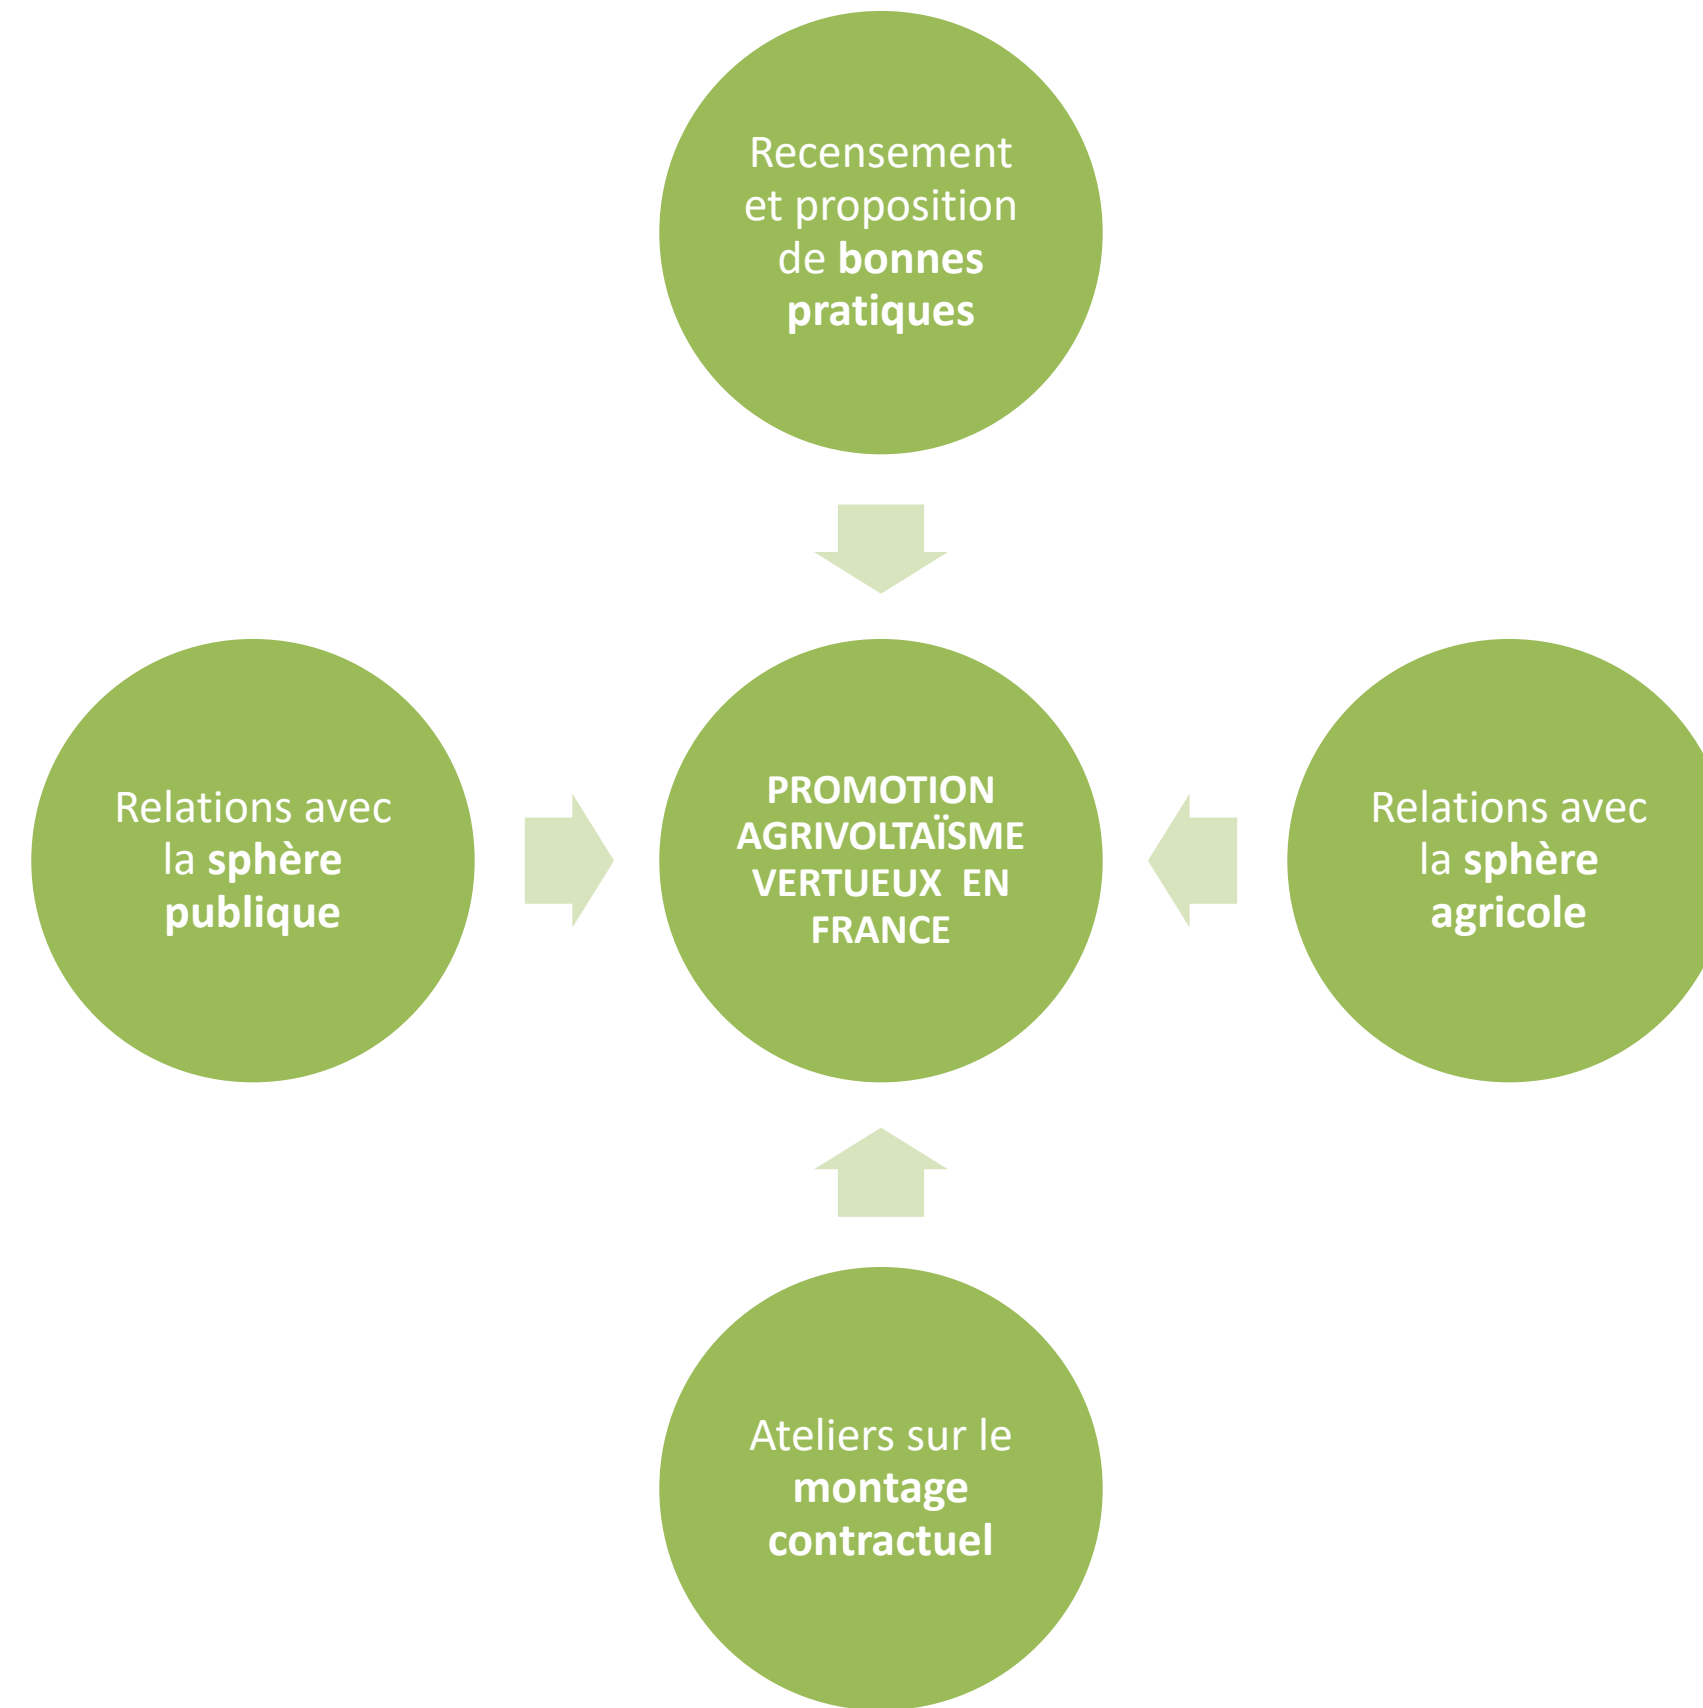 Recensement
et proposition
de bonnes
pratiques
Relations avec
la sphère
publique
PROMOTION
AGRIVOLTAÏSME
VERTUEUX  EN
FRANCE
Relations avec
la sphère
agricole
Ateliers sur le
montage
contractuel